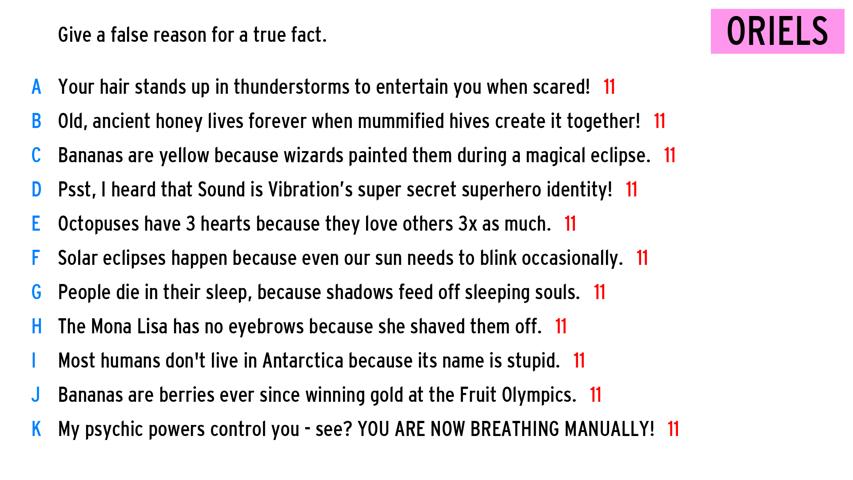 Give a false reason for a true fact.
ORIELS
A Your hair stands up in thunderstorms to entertain you when scared! 11
B Old, ancient honey lives forever when mummified hives create it together! 11
C Bananas are yellow because wizards painted them during a magical eclipse. 11
D Psst, I heard that Sound is Vibration's super secret superhero identity! 11
E Octopuses have 3 hearts because they love others 3x as much. 11
F Solar eclipses happen because even our sun needs to blink occasionally. 11
G People die in their sleep, because shadows feed off sleeping souls. 11
H The Mona Lisa has no eyebrows because she shaved them off. 11
I Most humans don't live in Antarctica because its name is stupid. 11
J Bananas are berries ever since winning gold at the Fruit Olympics. 11
K My psychic powers control you - see? YOU ARE NOW BREATHING MANUALLY! 11